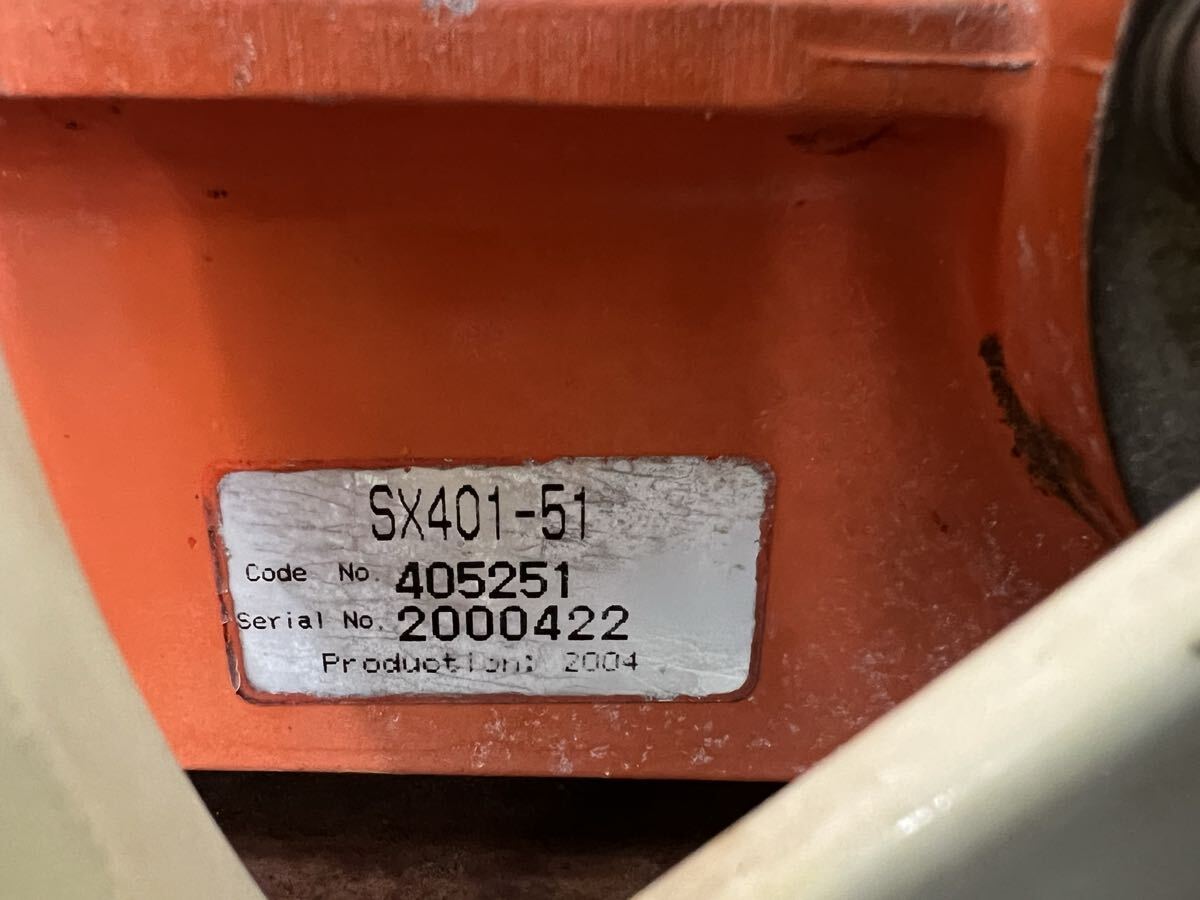 SX401-51
Code No. 405251
Serial No. 2000422
Production: 2004